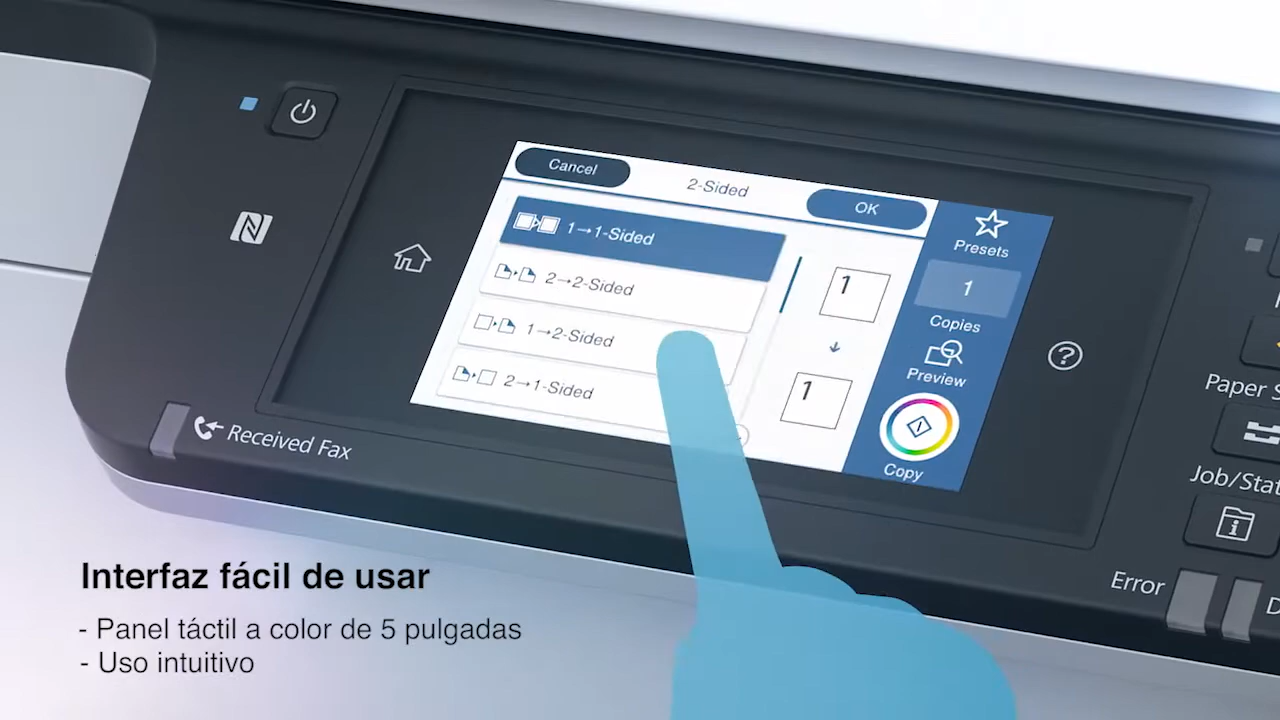 Cancel
2-Sided
OK
1→1-Sided
2→2-Sided
1→2-Sided
2→1-Sided
1
1
Presets
1
Copies
Preview
Copy
Received Fax
Paper S
Job/Stat
Error
D
Interfaz fácil de usar
- Panel táctil a color de 5 pulgadas
- Uso intuitivo